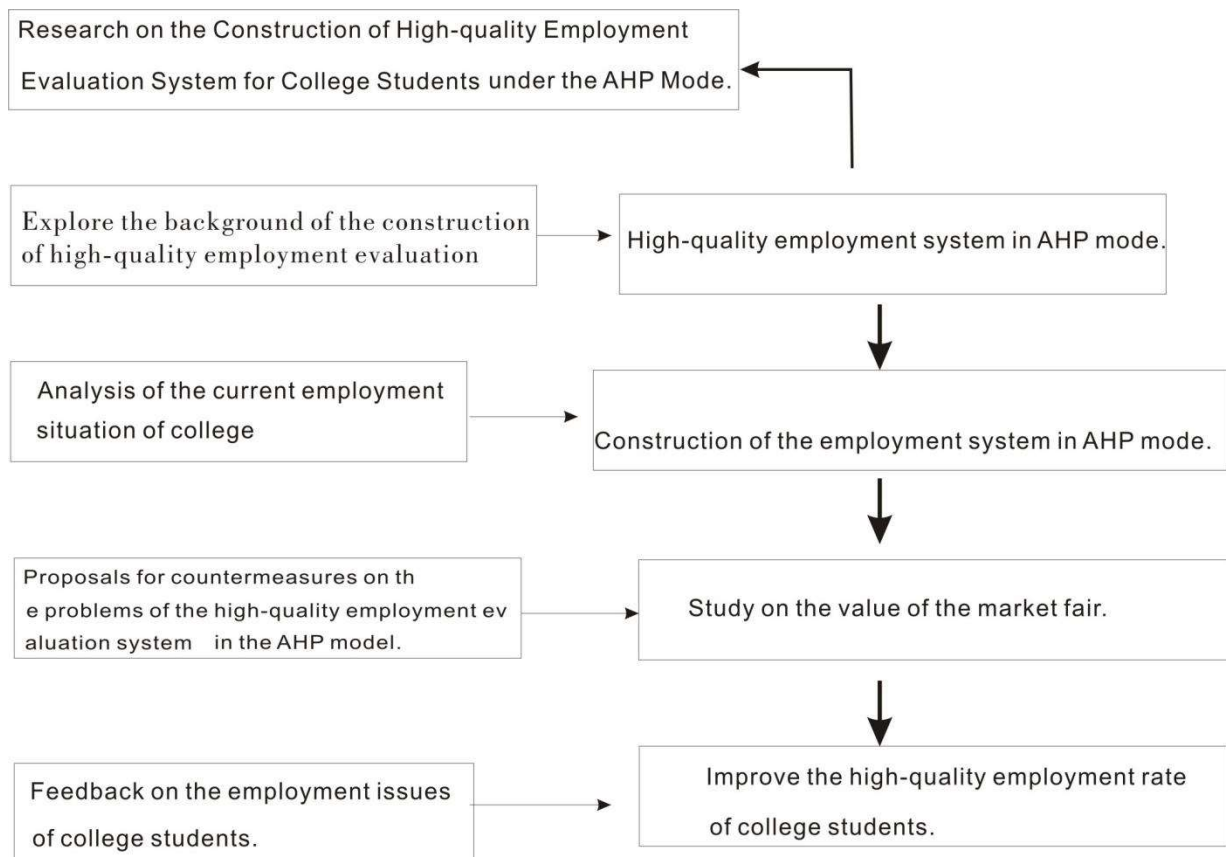 Research on the Construction of High-quality Employment
Evaluation System for College Students under the AHP Mode.
Explore the background of the construction
of high-quality employment evaluation
High-quality employment system in AHP mode.
Analysis of the current employment
situation of college
Construction of the employment system in AHP mode.
Proposals for countermeasures on th
e problems of the high-quality employment ev
aluation system in the AHP model.
Study on the value of the market fair.
Feedback on the employment issues
of college students.
Improve the high-quality employment rate
of college students.